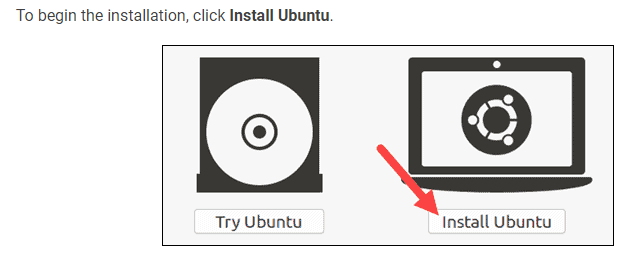 To begin the installation, click Install Ubuntu.
Try Ubuntu
Install Ubuntu